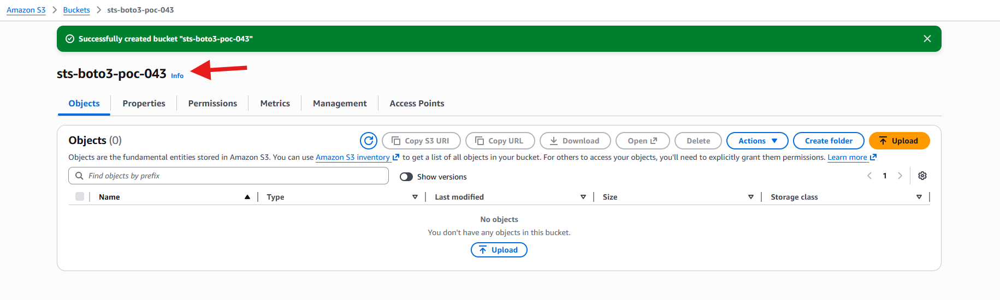 Amazon S3 > Buckets > sts-boto3-poc-043
Successfully created bucket "sts-boto3-poc-043"
sts-boto3-poc-043 Info
Objects Properties Permissions Metrics Management Access Points
Objects (0) Copy S3 URI Copy URL Download Open Delete Actions Create folder Upload
Objects are the fundamental entities stored in Amazon S3. You can use Amazon S3 inventory to get a list of all objects in your bucket. For others to access your objects, you'll need to explicitly grant them permissions. Learn more
Find objects by prefix Show versions 1
Name Type Last modified Size Storage class
No objects
You don't have any objects in this bucket.
Upload